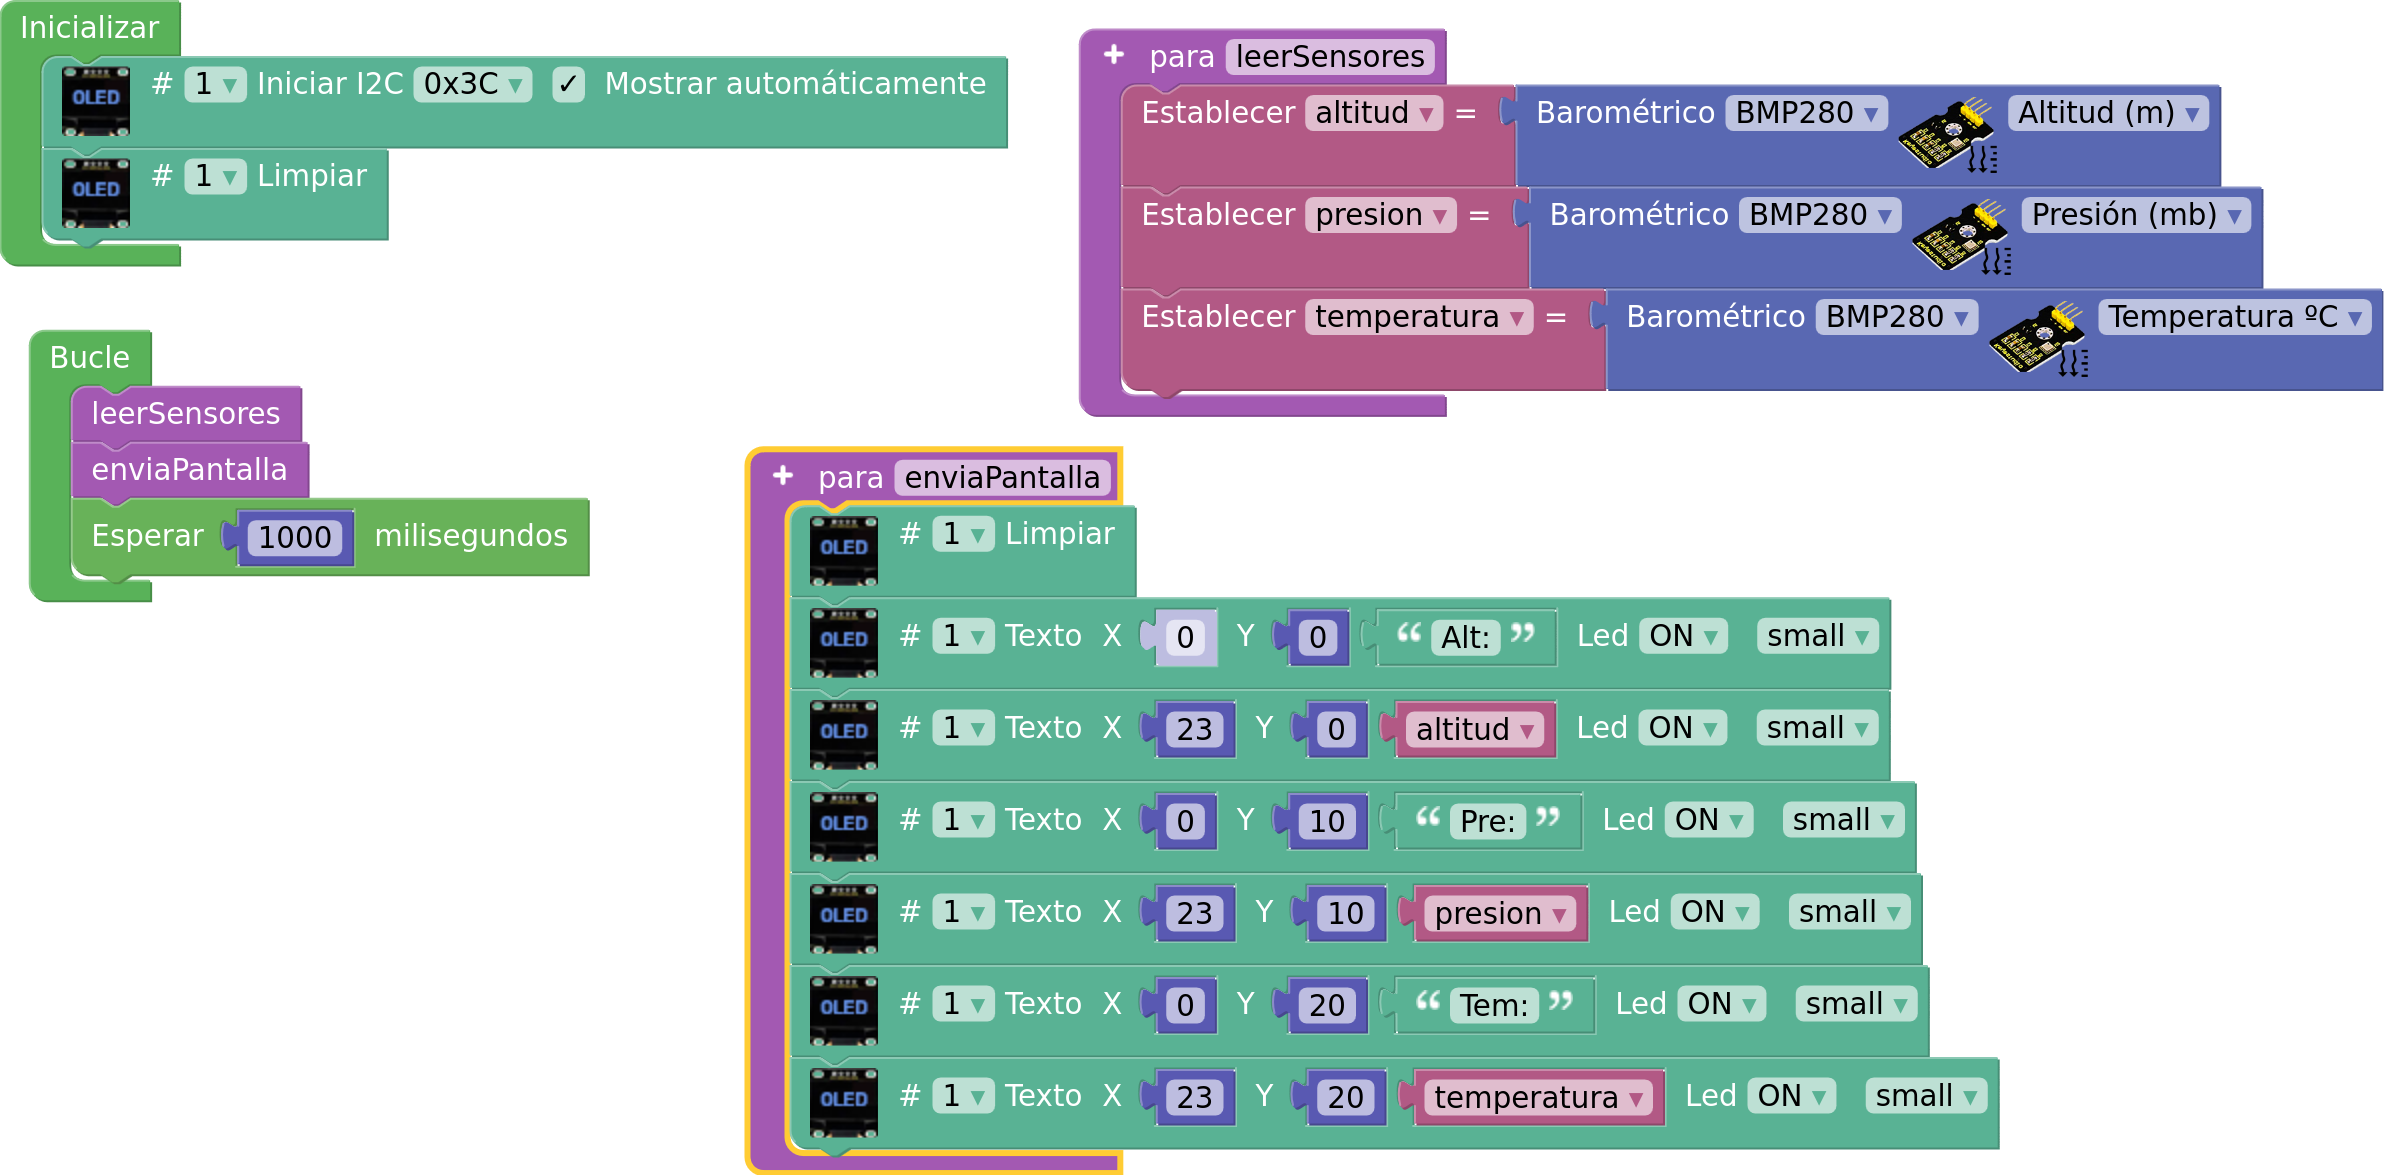 Inicializar
OLED # 1 ▼ Iniciar I2C 0x3C ▼ ✓ Mostrar automáticamente
OLED # 1 ▼ Limpiar
Bucle
leerSensores
enviaPantalla
Esperar 1000 milisegundos
+ para leerSensores
Establecer altitud ▼ = Barométrico BMP280 ▼ Altitud (m) ▼
Establecer presion ▼ = Barométrico BMP280 ▼ Presión (mb) ▼
Establecer temperatura ▼ = Barométrico BMP280 ▼ Temperatura ºC ▼
+ para enviaPantalla
OLED # 1 ▼ Limpiar
OLED # 1 ▼ Texto X 0 Y 0 “ Alt: ” Led ON ▼ small ▼
OLED # 1 ▼ Texto X 23 Y 0 altitud ▼ Led ON ▼ small ▼
OLED # 1 ▼ Texto X 0 Y 10 “ Pre: ” Led ON ▼ small ▼
OLED # 1 ▼ Texto X 23 Y 10 presion ▼ Led ON ▼ small ▼
OLED # 1 ▼ Texto X 0 Y 20 “ Tem: ” Led ON ▼ small ▼
OLED # 1 ▼ Texto X 23 Y 20 temperatura ▼ Led ON ▼ small ▼